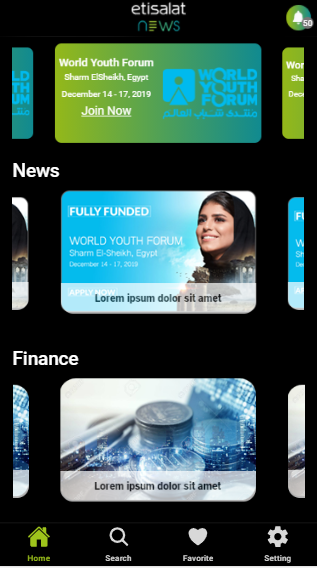 etisalat
NEWS
50
World Youth Forum
Sharm ElSheikh, Egypt
December 14 - 17, 2019
Join Now
WORLD
YOUTH
FORUM
منتدى شباب العالم
News
FULLY FUNDED
WORLD YOUTH FORUM
Sharm El-Sheikh, Egypt
December 14-17, 2019
APPLY NOW
Lorem ipsum dolor sit amet
Finance
Lorem ipsum dolor sit amet
Home
Search
Favorite
Setting